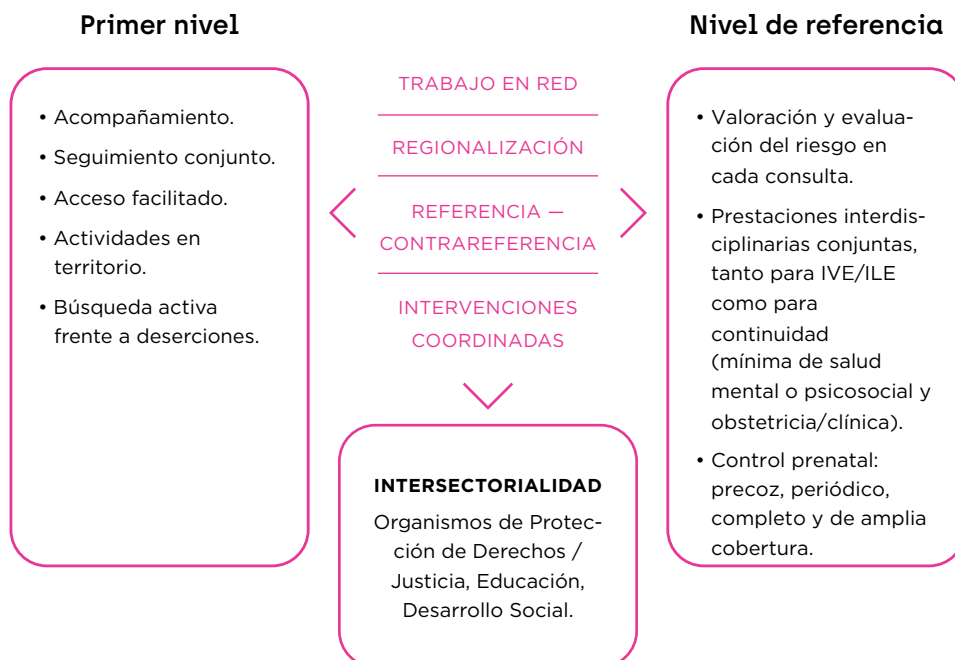 Primer nivel
• Acompañamiento.
• Seguimiento conjunto.
• Acceso facilitado.
• Actividades en
territorio.
• Búsqueda activa
frente a deserciones.
TRABAJO EN RED
REGIONALIZACIÓN
REFERENCIA —
CONTRAREFERENCIA
INTERVENCIONES
COORDINADAS
Nivel de referencia
• Valoración y evalua-
ción del riesgo en
cada consulta.
• Prestaciones interdis-
ciplinarias conjuntas,
tanto para IVE/ILE
como para
continuidad
(mínima de salud
mental o psicosocial y
obstetricia/clínica).
• Control prenatal:
precoz, periódico,
completo y de amplia
cobertura.
INTERSECTORIALIDAD
Organismos de Protec-
ción de Derechos /
Justicia, Educación,
Desarrollo Social.